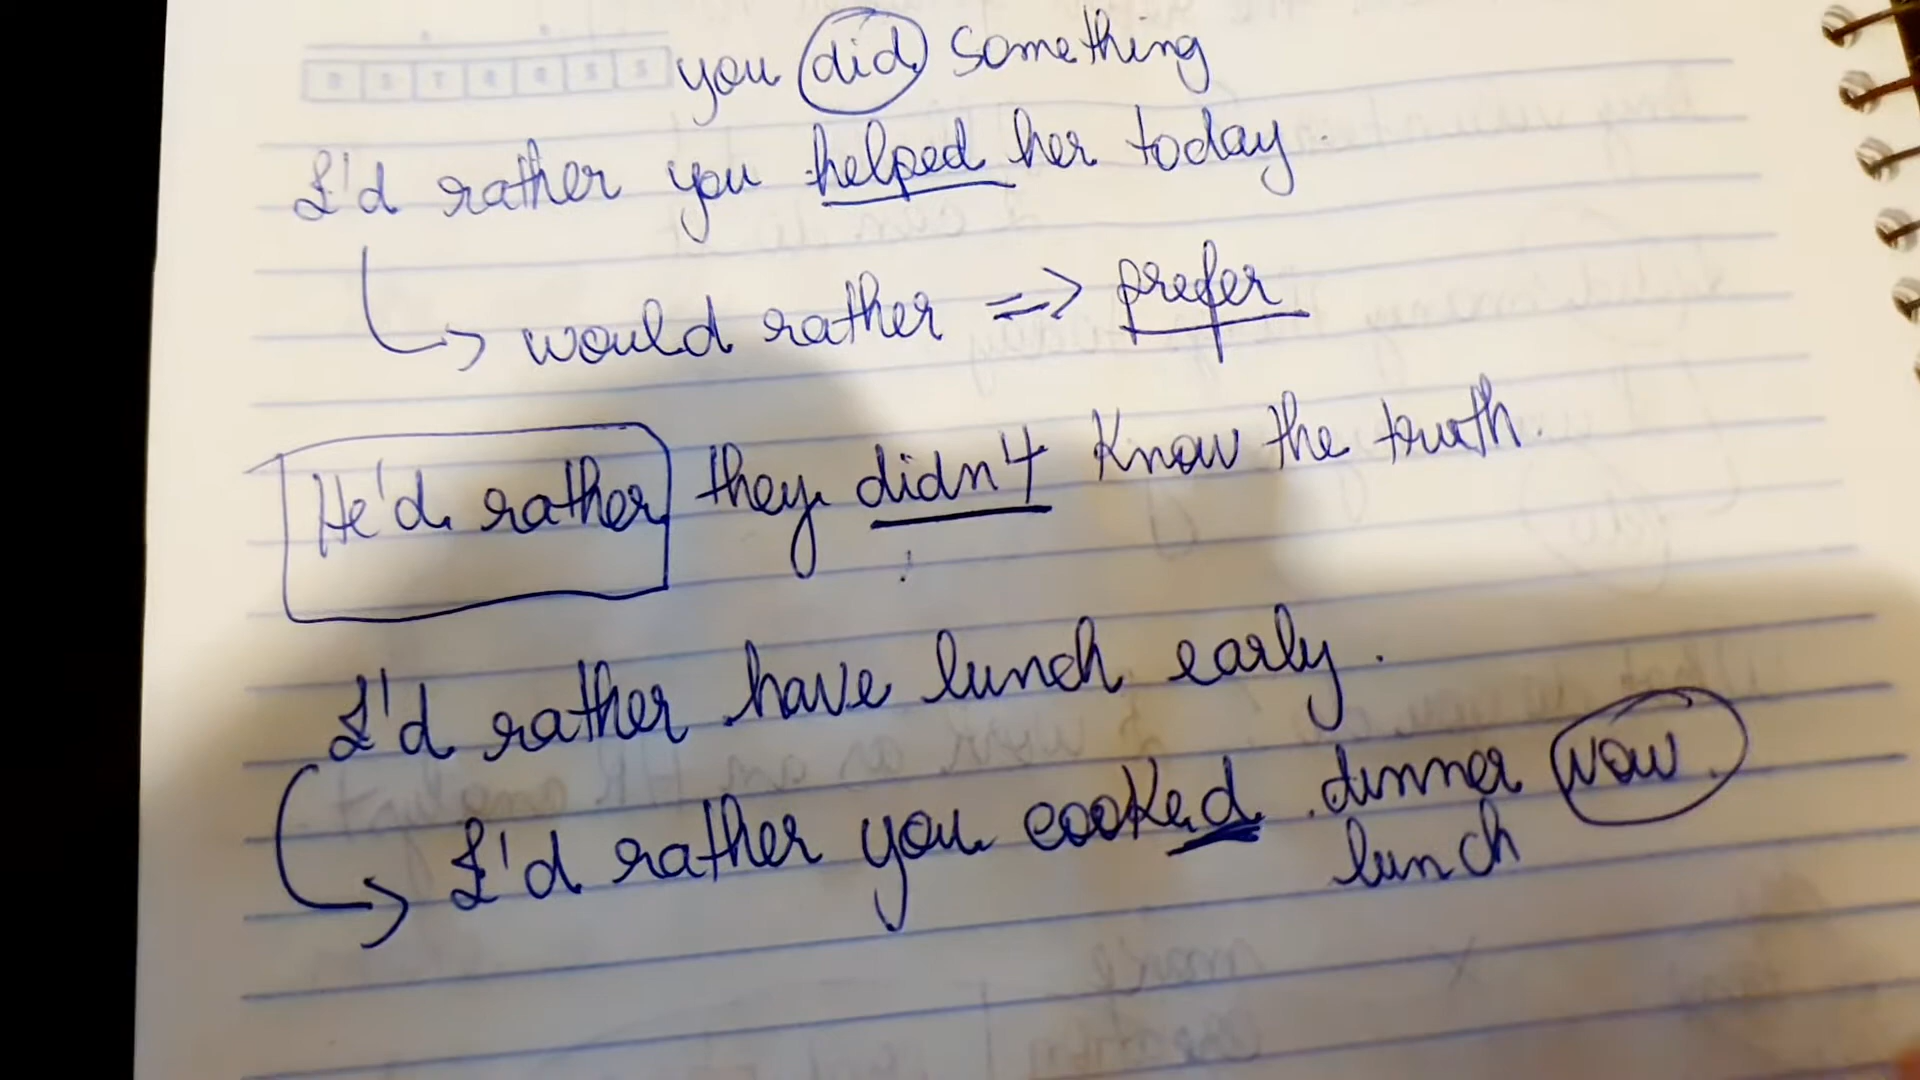 you did something
I'd rather you helped her today.
would rather => prefer
He'd rather they didn't know the truth.
I'd rather have lunch early.
I'd rather you cooked dinner now.
lunch